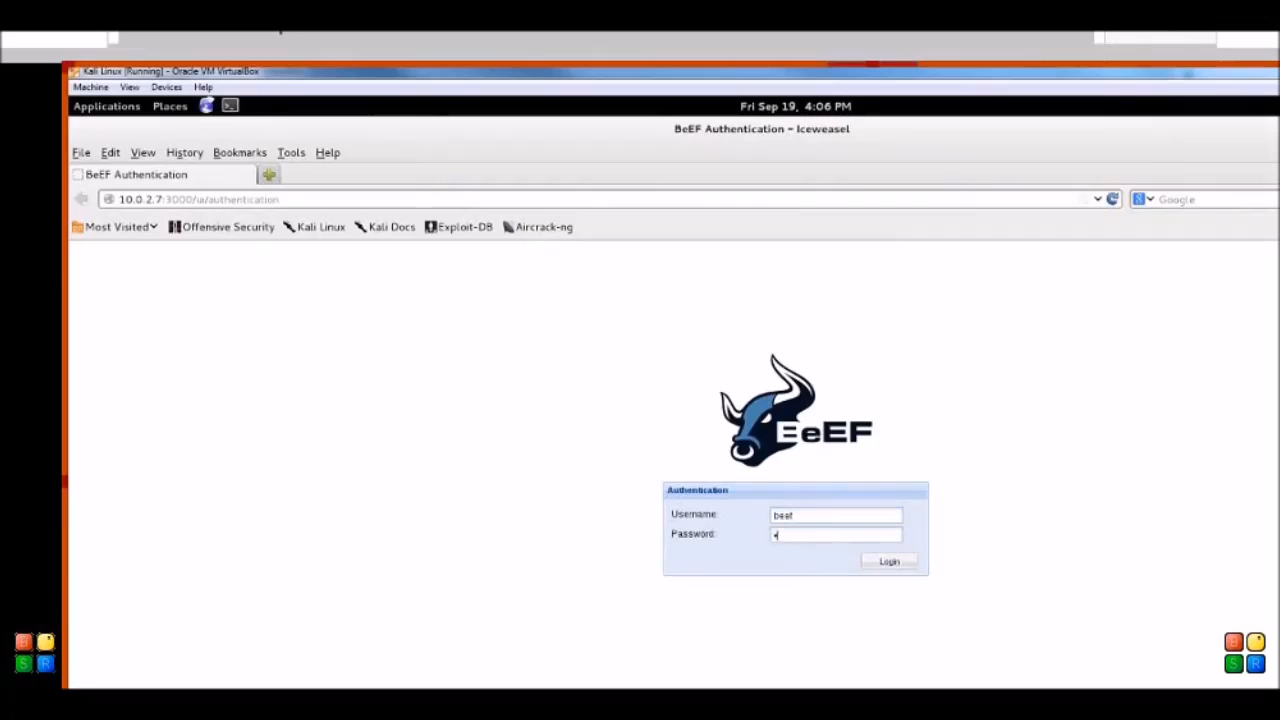 Kali Linux [Running] - Oracle VM VirtualBox
Machine View Devices Help
Applications Places Fri Sep 19, 4:06 PM
BeEF Authentication - Iceweasel
File Edit View History Bookmarks Tools Help
BeEF Authentication
10.0.2.7:3000/ui/authentication Google
Most Visited Offensive Security Kali Linux Kali Docs Exploit-DB Aircrack-ng
BeEF
Authentication
Username: beef
Password:
Login
B
S R
B
S R